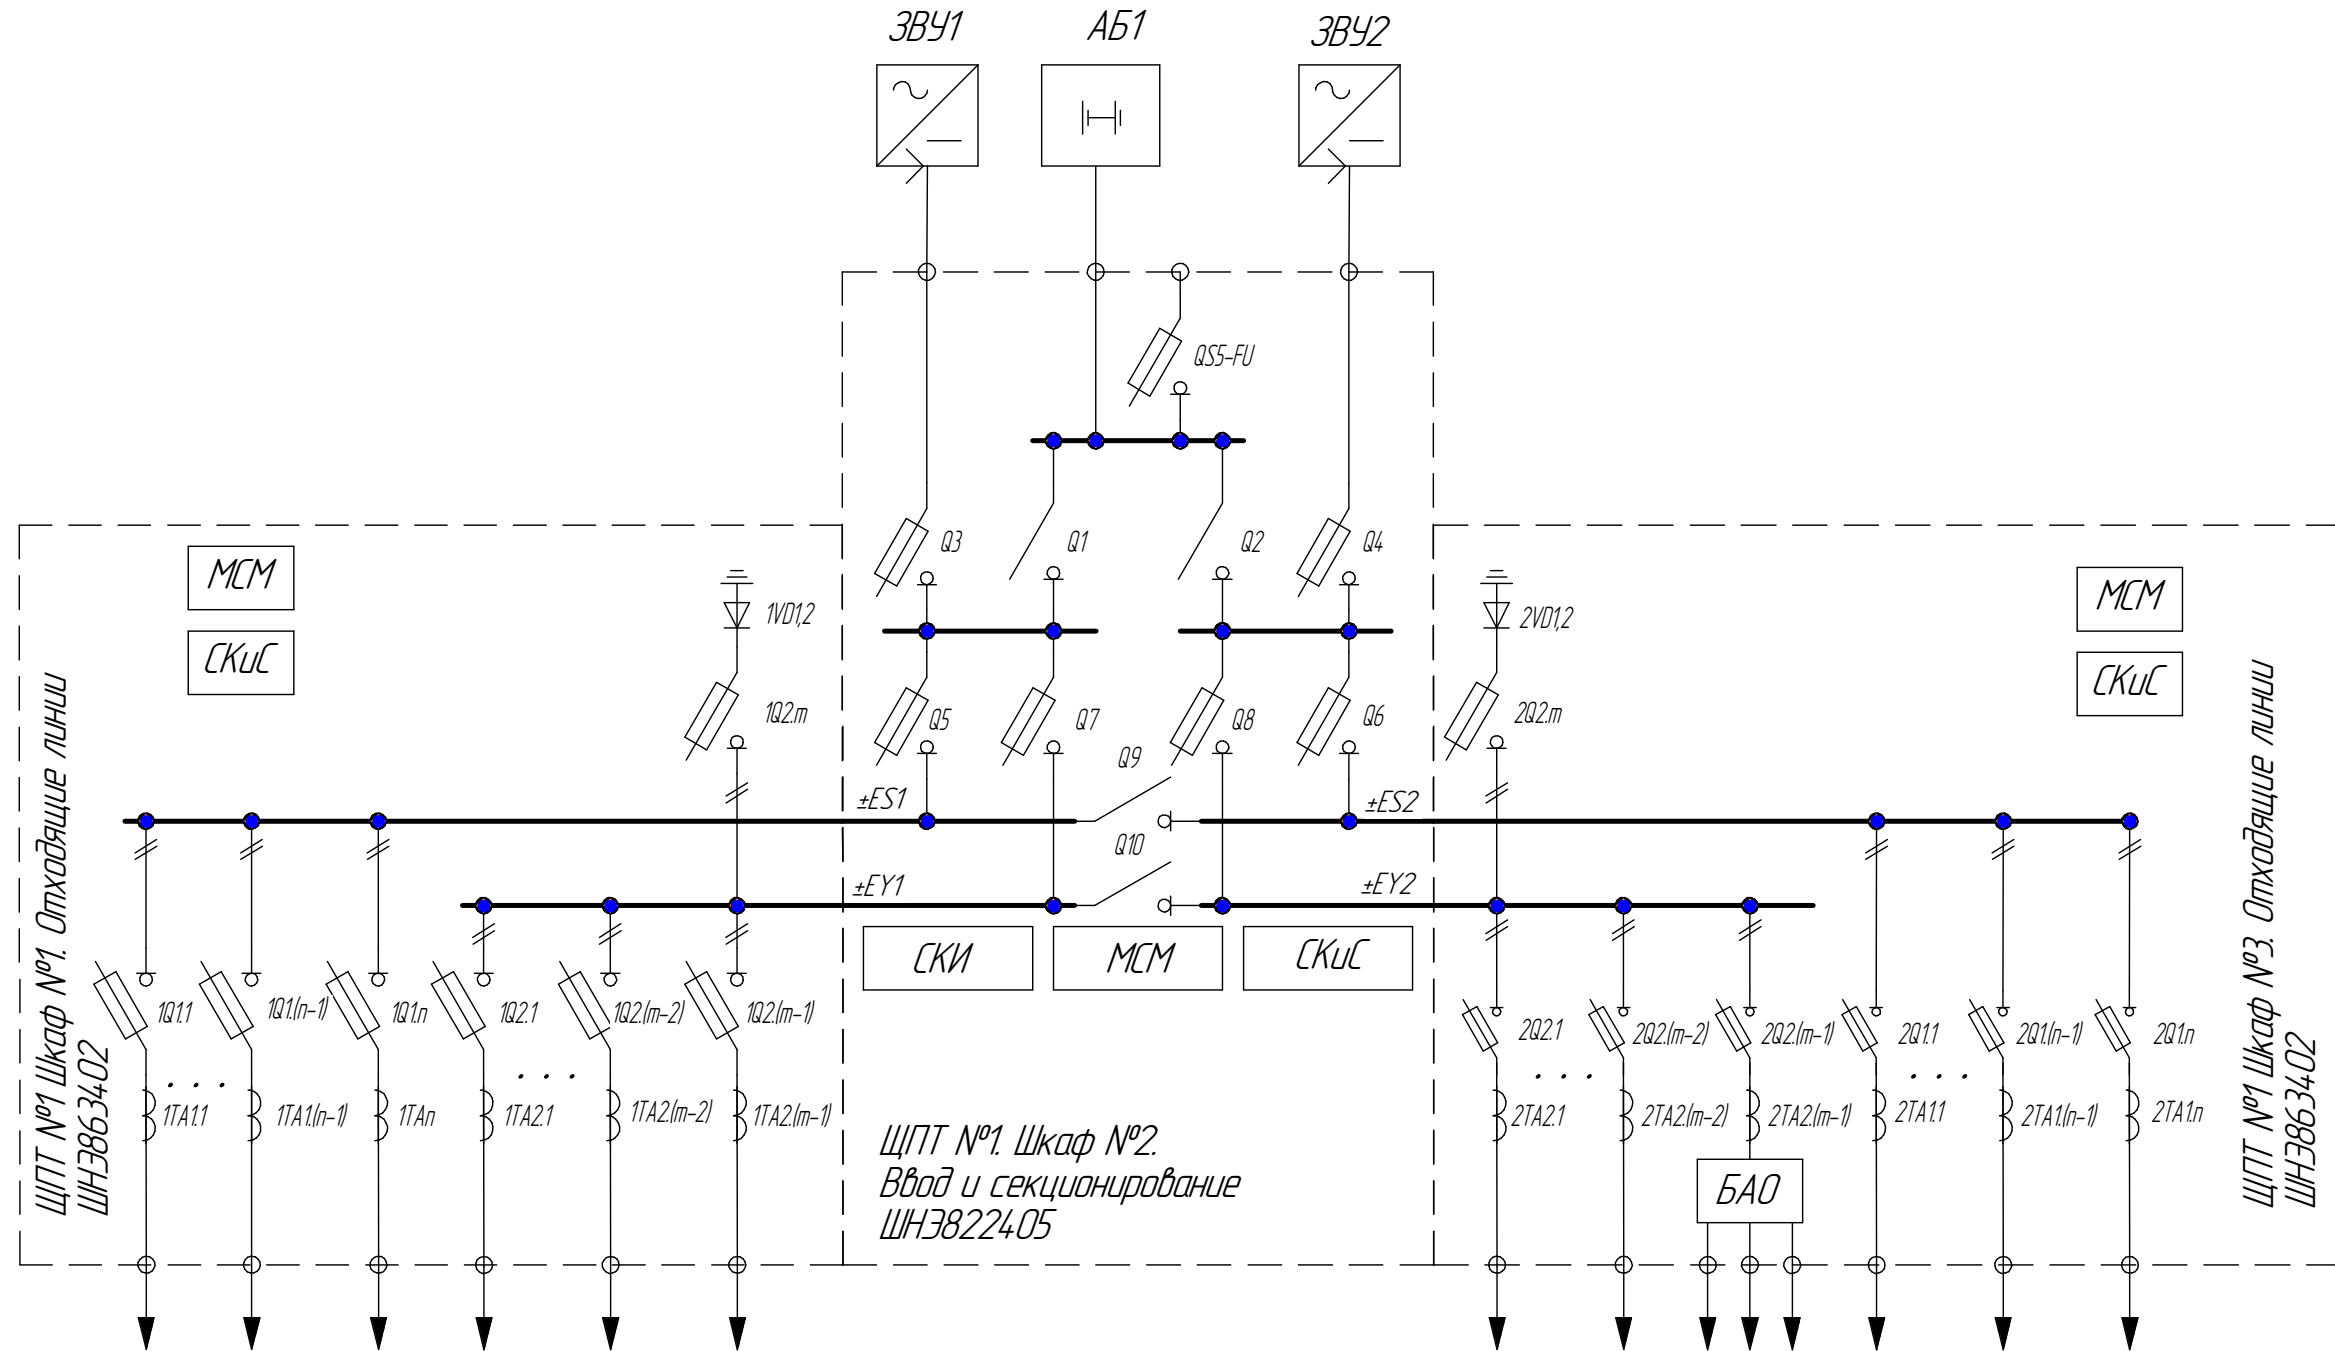 ЗВУ1
АБ1
ЗВУ2
QS5-FU
Q3
Q1
Q2
Q4
МСМ
СКиС
1VD1,2
1Q2.m
Q5
Q7
Q8
Q6
2VD1,2
2Q2.m
МСМ
СКиС
Q9
±ES1
±ES2
Q10
±EY1
±EY2
СКИ
МСМ
СКиС
1Q1.1
1Q1.(n-1)
1Q1.n
1Q2.1
1Q2.(m-2)
1Q2.(m-1)
2Q2.1
2Q2.(m-2)
2Q2.(m-1)
2Q1.1
2Q1.(n-1)
2Q1.n
. . .
. . .
. . .
. . .
1TA1.1
1TA1.(n-1)
1TAn
1TA2.1
1TA2.(m-2)
1TA2.(m-1)
2TA2.1
2TA2.(m-2)
2TA2.(m-1)
2TA1.1
2TA1.(n-1)
2TA1.n
БАО
ЩПТ №1 Шкаф №1. Отходящие линии
ШНЭ863402
ЩПТ №1. Шкаф №2.
Ввод и секционирование
ШНЭ822405
ЩПТ №1 Шкаф №3. Отходящие линии
ШНЭ863402